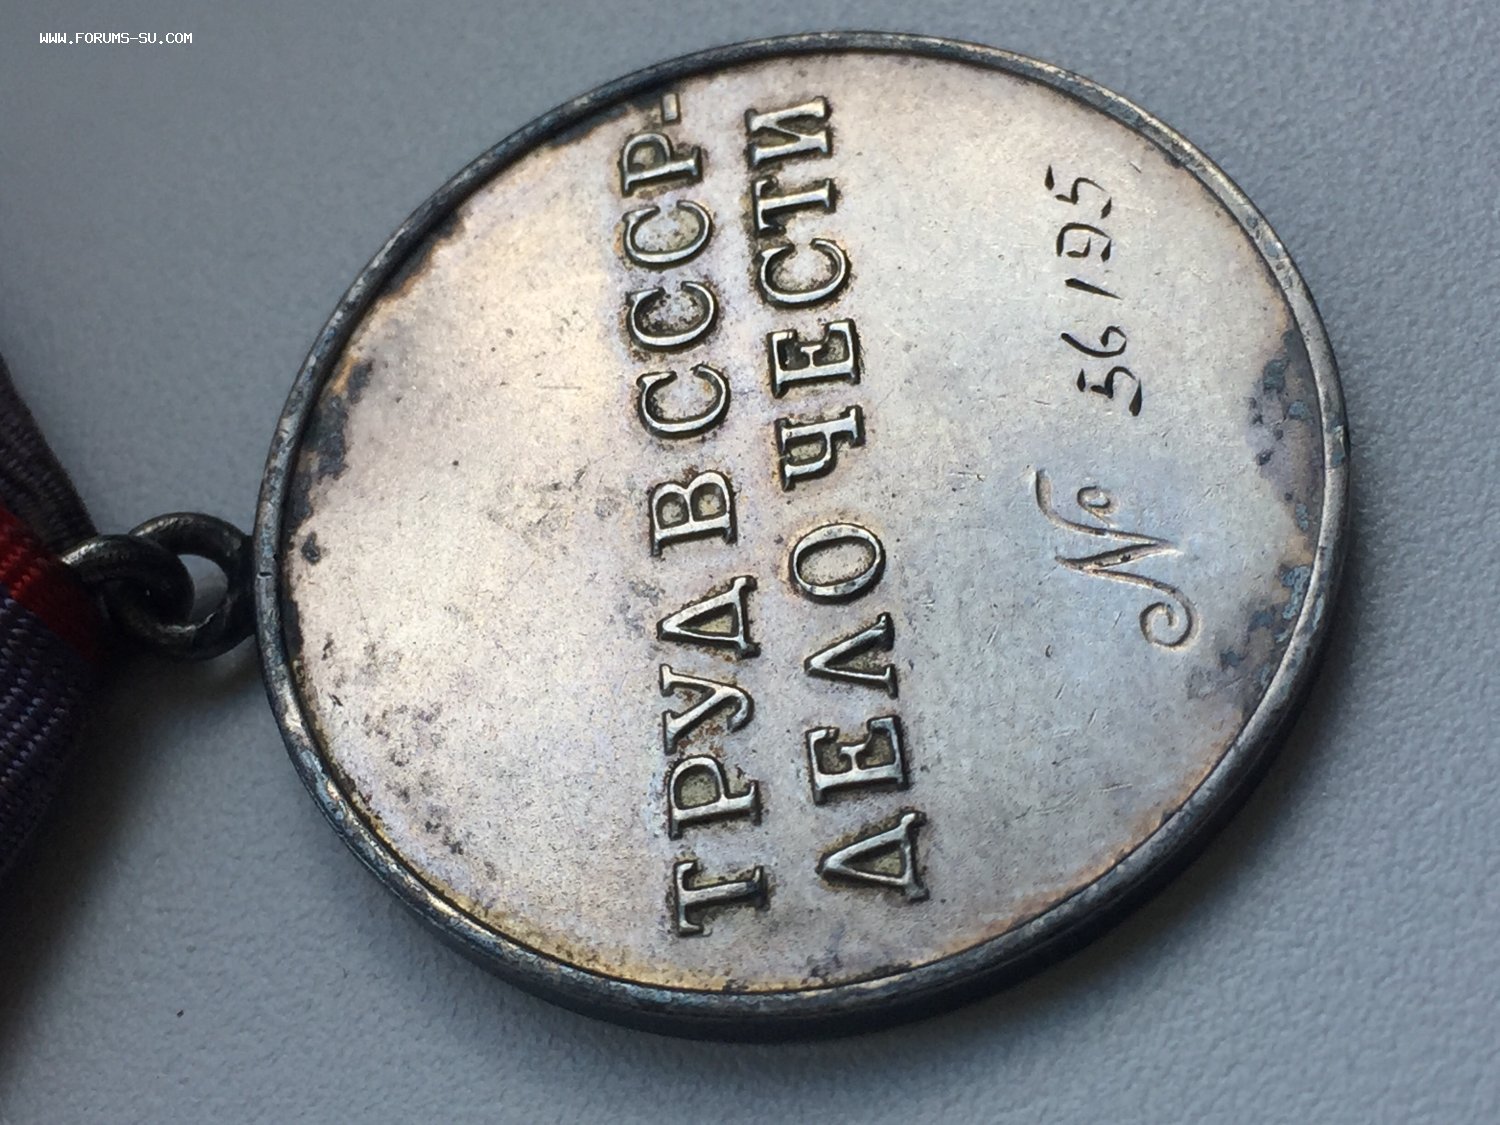 WWW.FORUMS-SU.COM
ТРУД В СССР-
ДЕЛО ЧЕСТИ
№ 56195